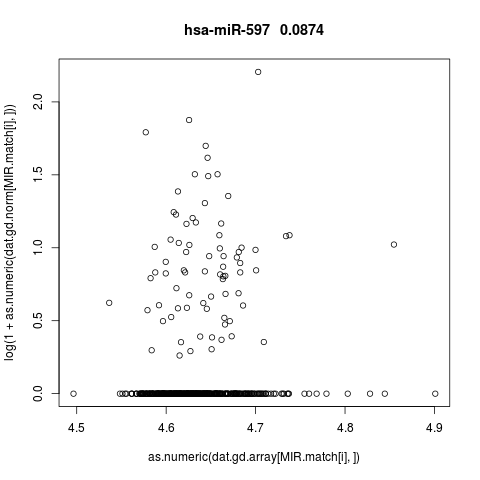 hsa-miR-597 0.0874
log(1 + as.numeric(dat.gd.norm[MIR.match[i], ]))
2.0
1.5
1.0
0.5
0.0
4.5 4.6 4.7 4.8 4.9
as.numeric(dat.gd.array[MIR.match[i], ])